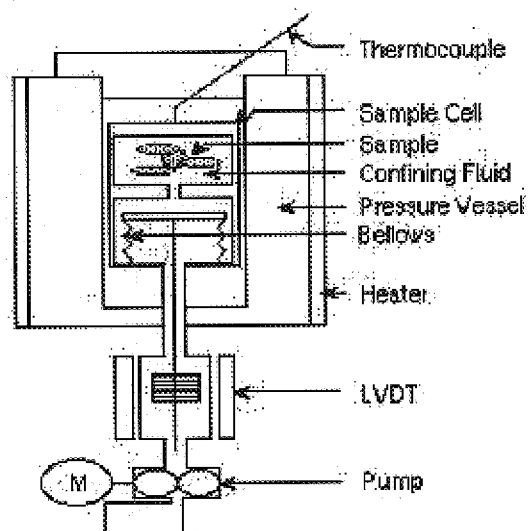 Thermocouple
Sample Cell
Sample
Confining Fluid
Pressure Vessel
Bellows
Heater
LVDT
M
Pump